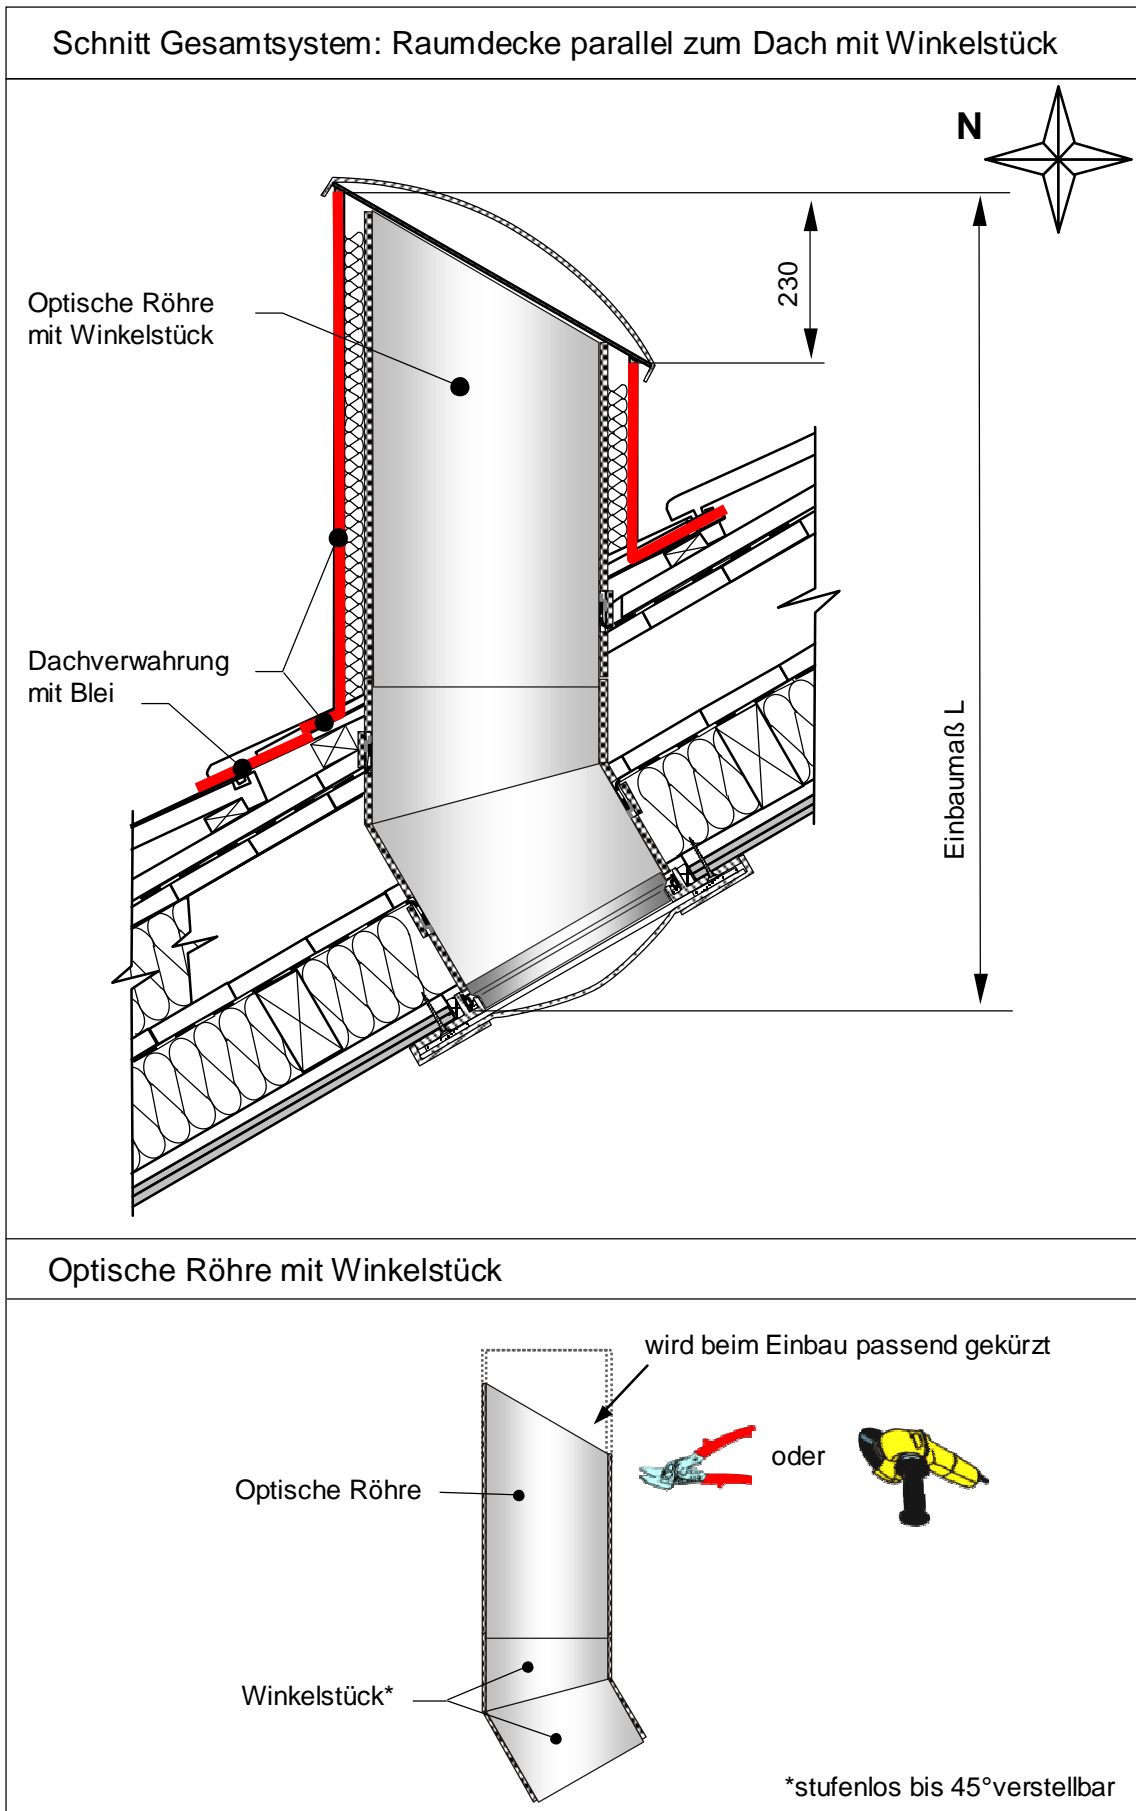 Schnitt Gesamtsystem: Raumdecke parallel zum Dach mit Winkelstück
N
230
Optische Röhre
mit Winkelstück
Dachverwahrung
mit Blei
Einbaumaß L
Optische Röhre mit Winkelstück
wird beim Einbau passend gekürzt
oder
Optische Röhre
Winkelstück*
*stufenlos bis 45°verstellbar